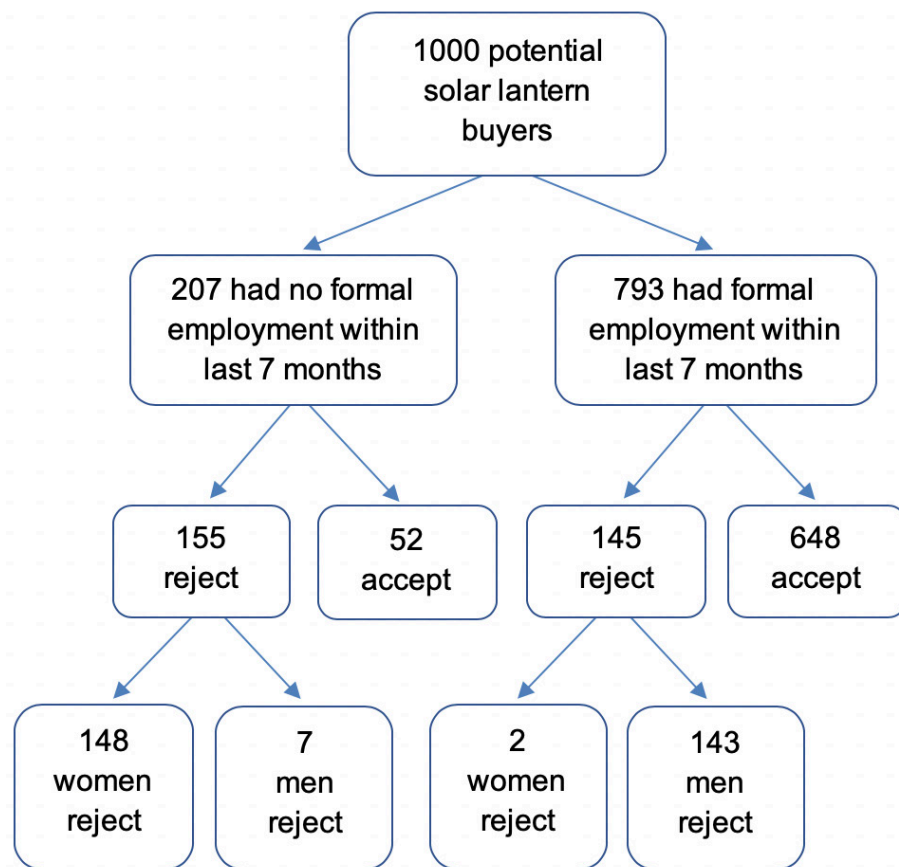 1000 potential
solar lantern
buyers
207 had no formal
employment within
last 7 months
793 had formal
employment within
last 7 months
155
reject
52
accept
145
reject
648
accept
148
women
reject
7
men
reject
2
women
reject
143
men
reject